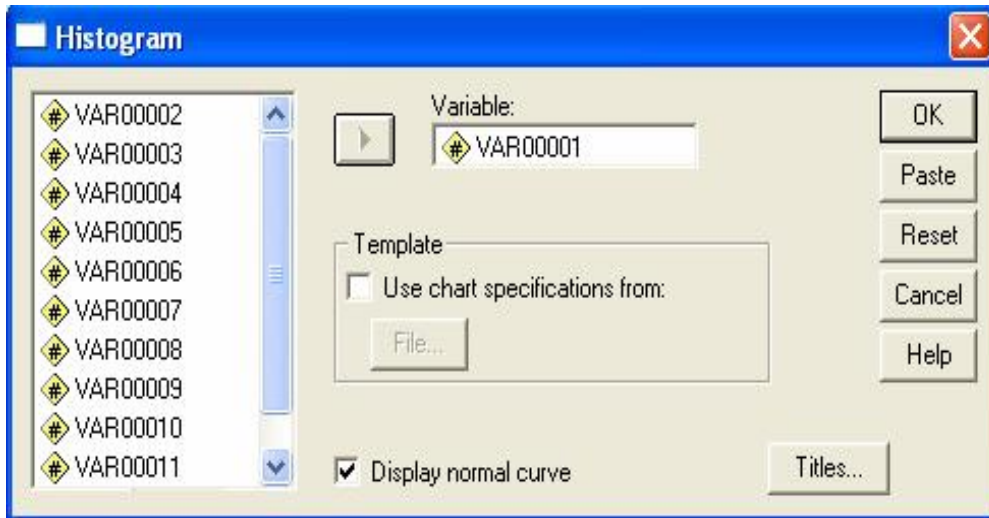 Histogram
# VAR00002
# VAR00003
# VAR00004
# VAR00005
# VAR00006
# VAR00007
# VAR00008
# VAR00009
# VAR00010
# VAR00011
Variable:
# VAR00001
Template
Use chart specifications from:
File...
Display normal curve
Titles...
OK
Paste
Reset
Cancel
Help